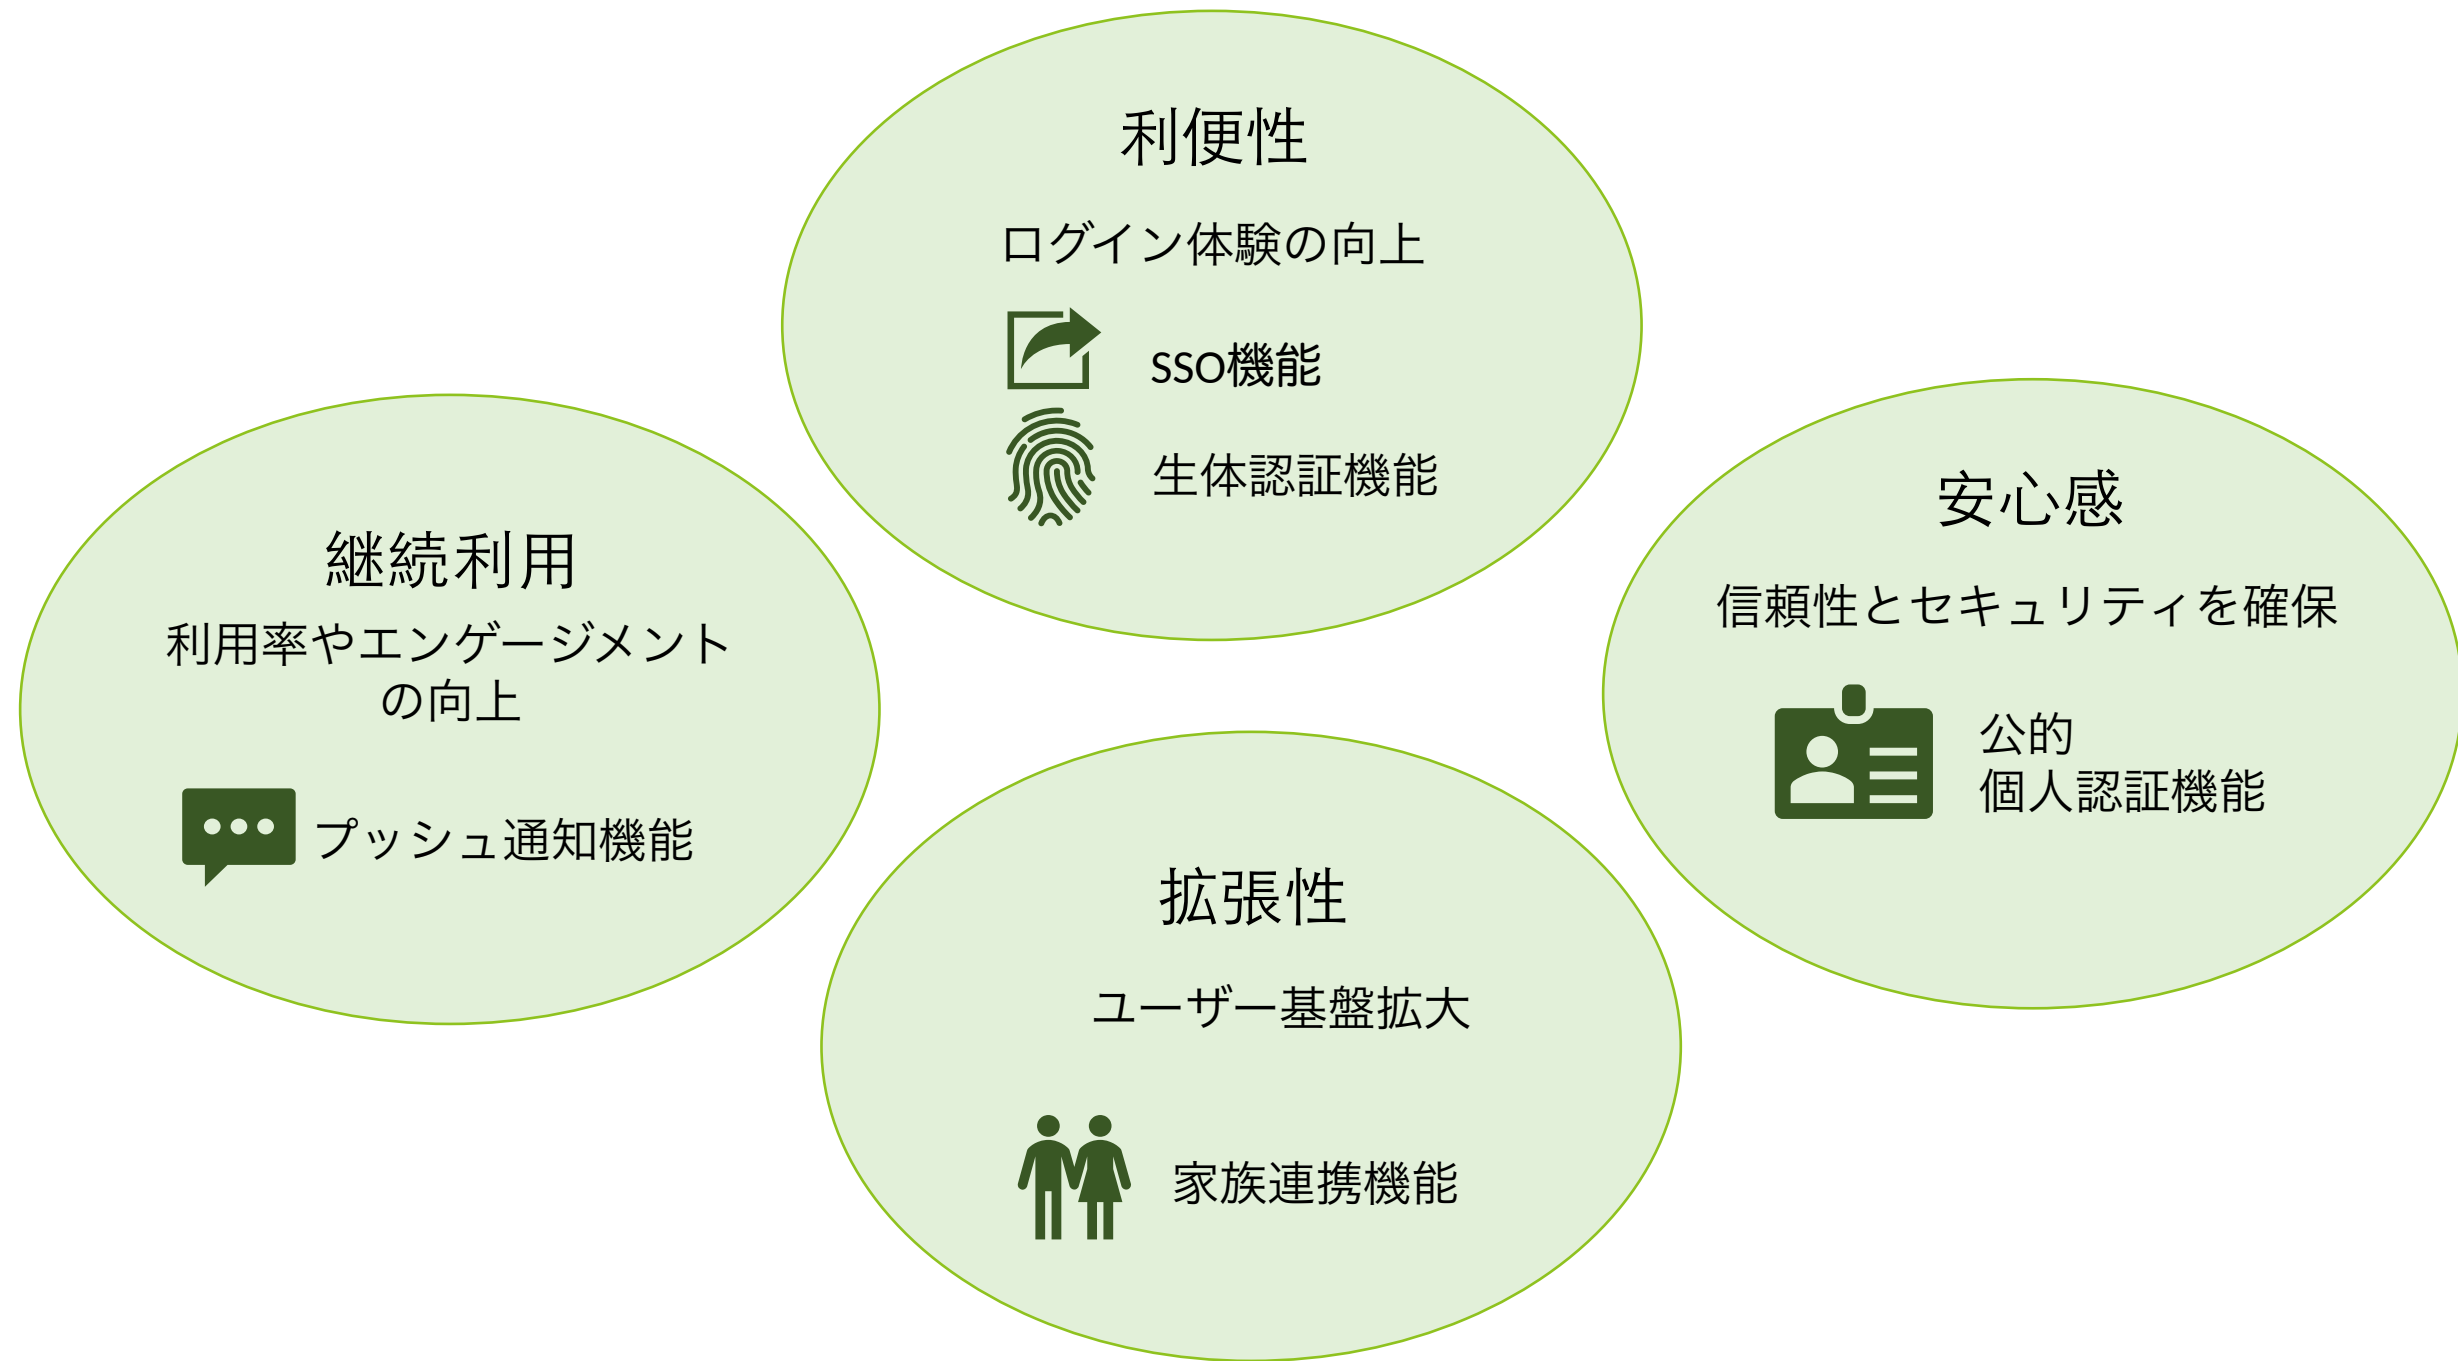 利便性
ログイン体験の向上
SSO機能
生体認証機能
継続利用
利用率やエンゲージメント
の向上
プッシュ通知機能
安心感
信頼性とセキュリティを確保
公的
個人認証機能
拡張性
ユーザー基盤拡大
家族連携機能